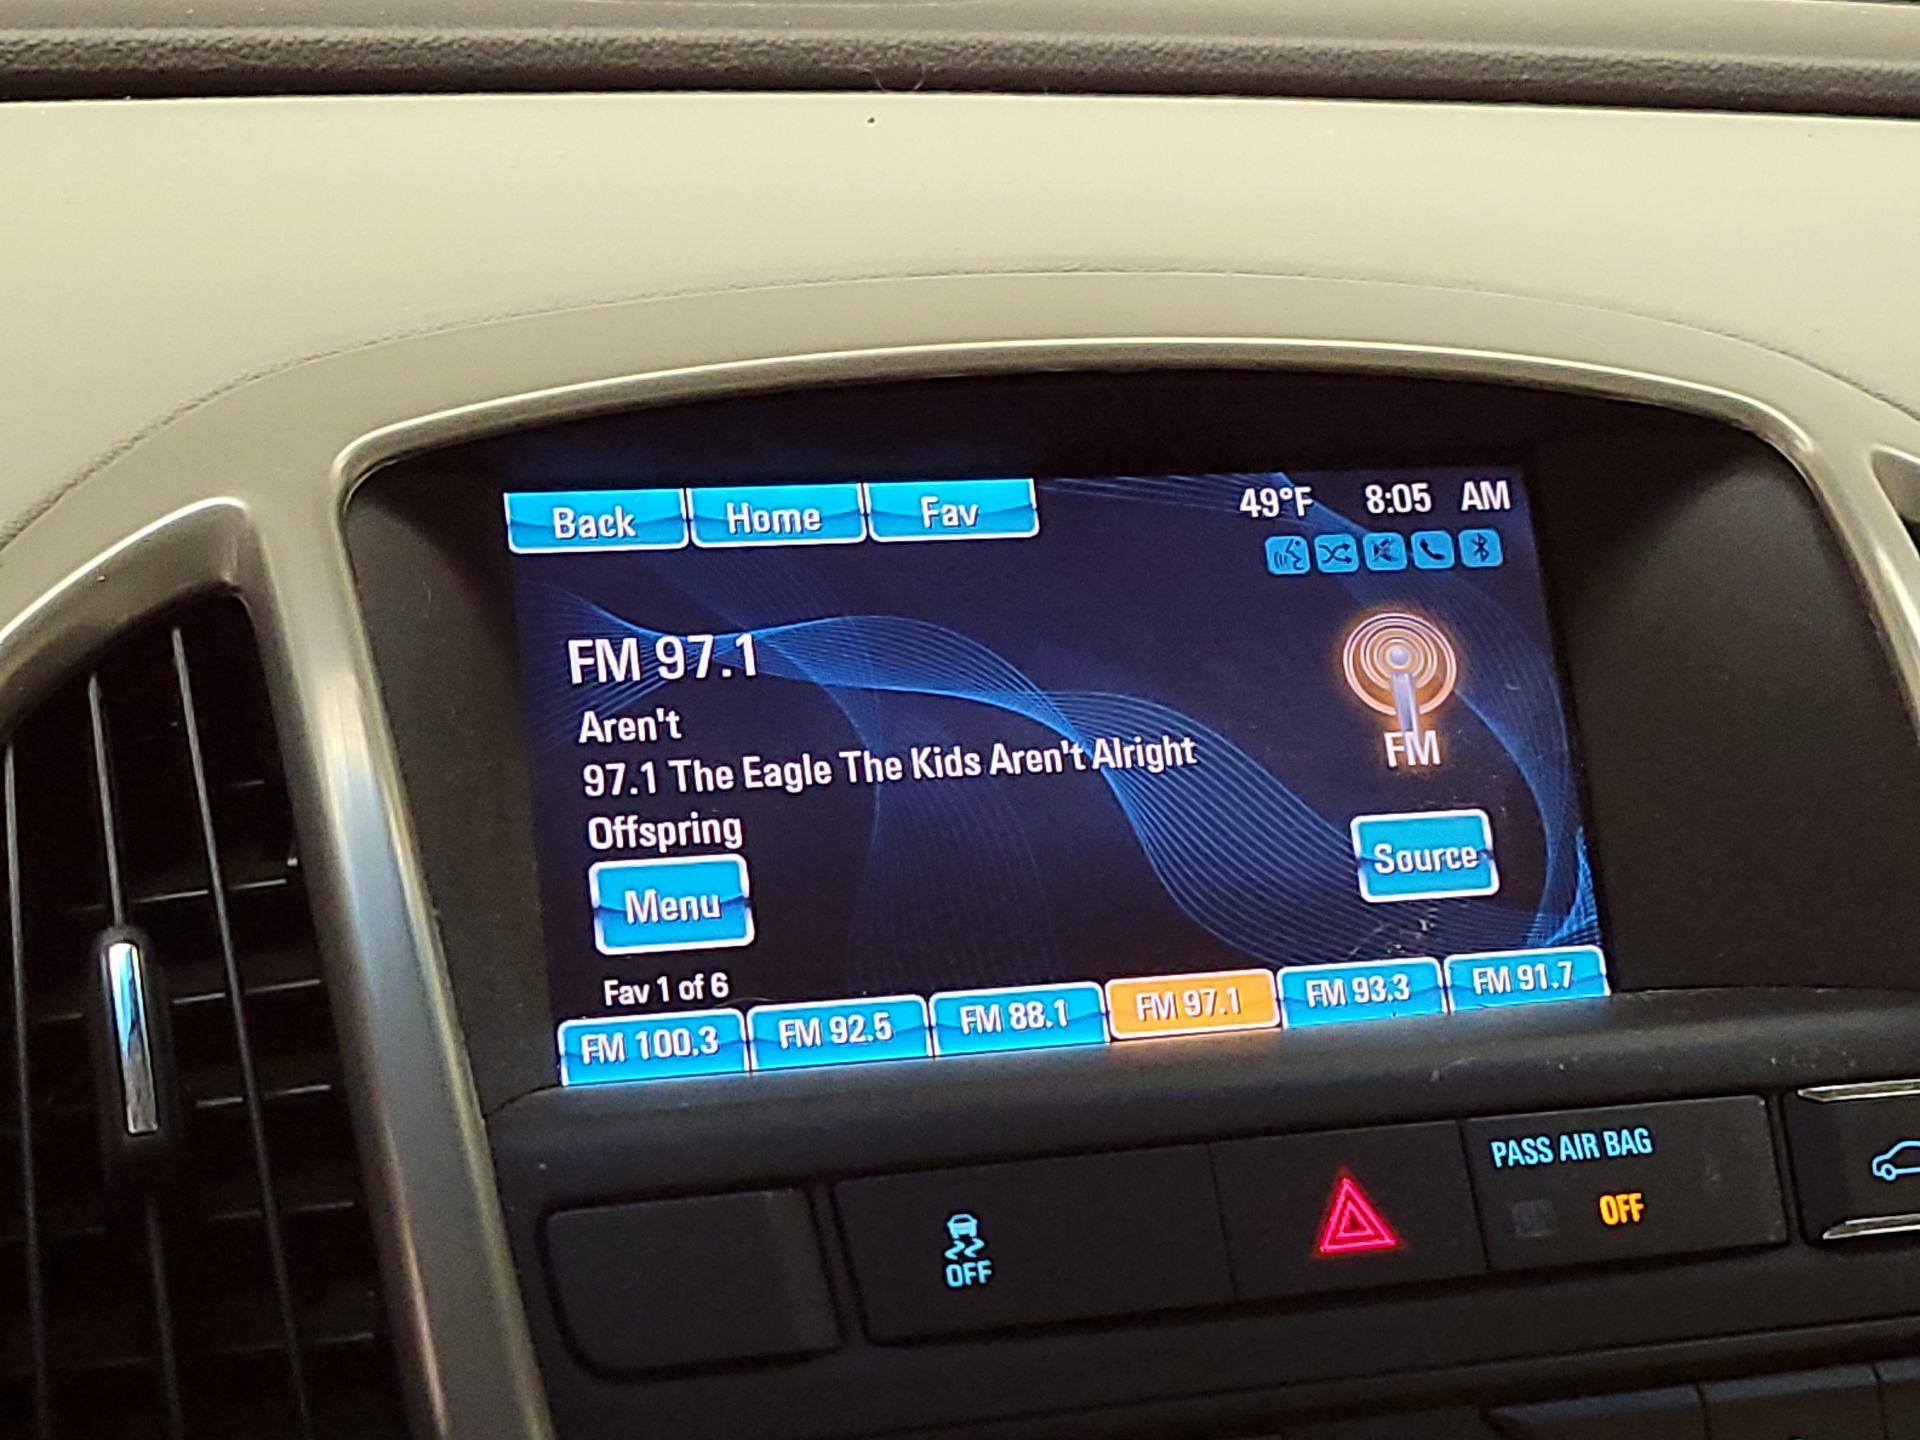 Back Home Fav 49°F 8:05 AM
FM 97.1
Aren't
97.1 The Eagle The Kids Aren't Alright
Offspring
FM
Menu
Source
Fav 1 of 6
FM 100.3 FM 92.5 FM 88.1 FM 97.1 FM 93.3 FM 91.7
PASS AIR BAG
ON OFF
OFF